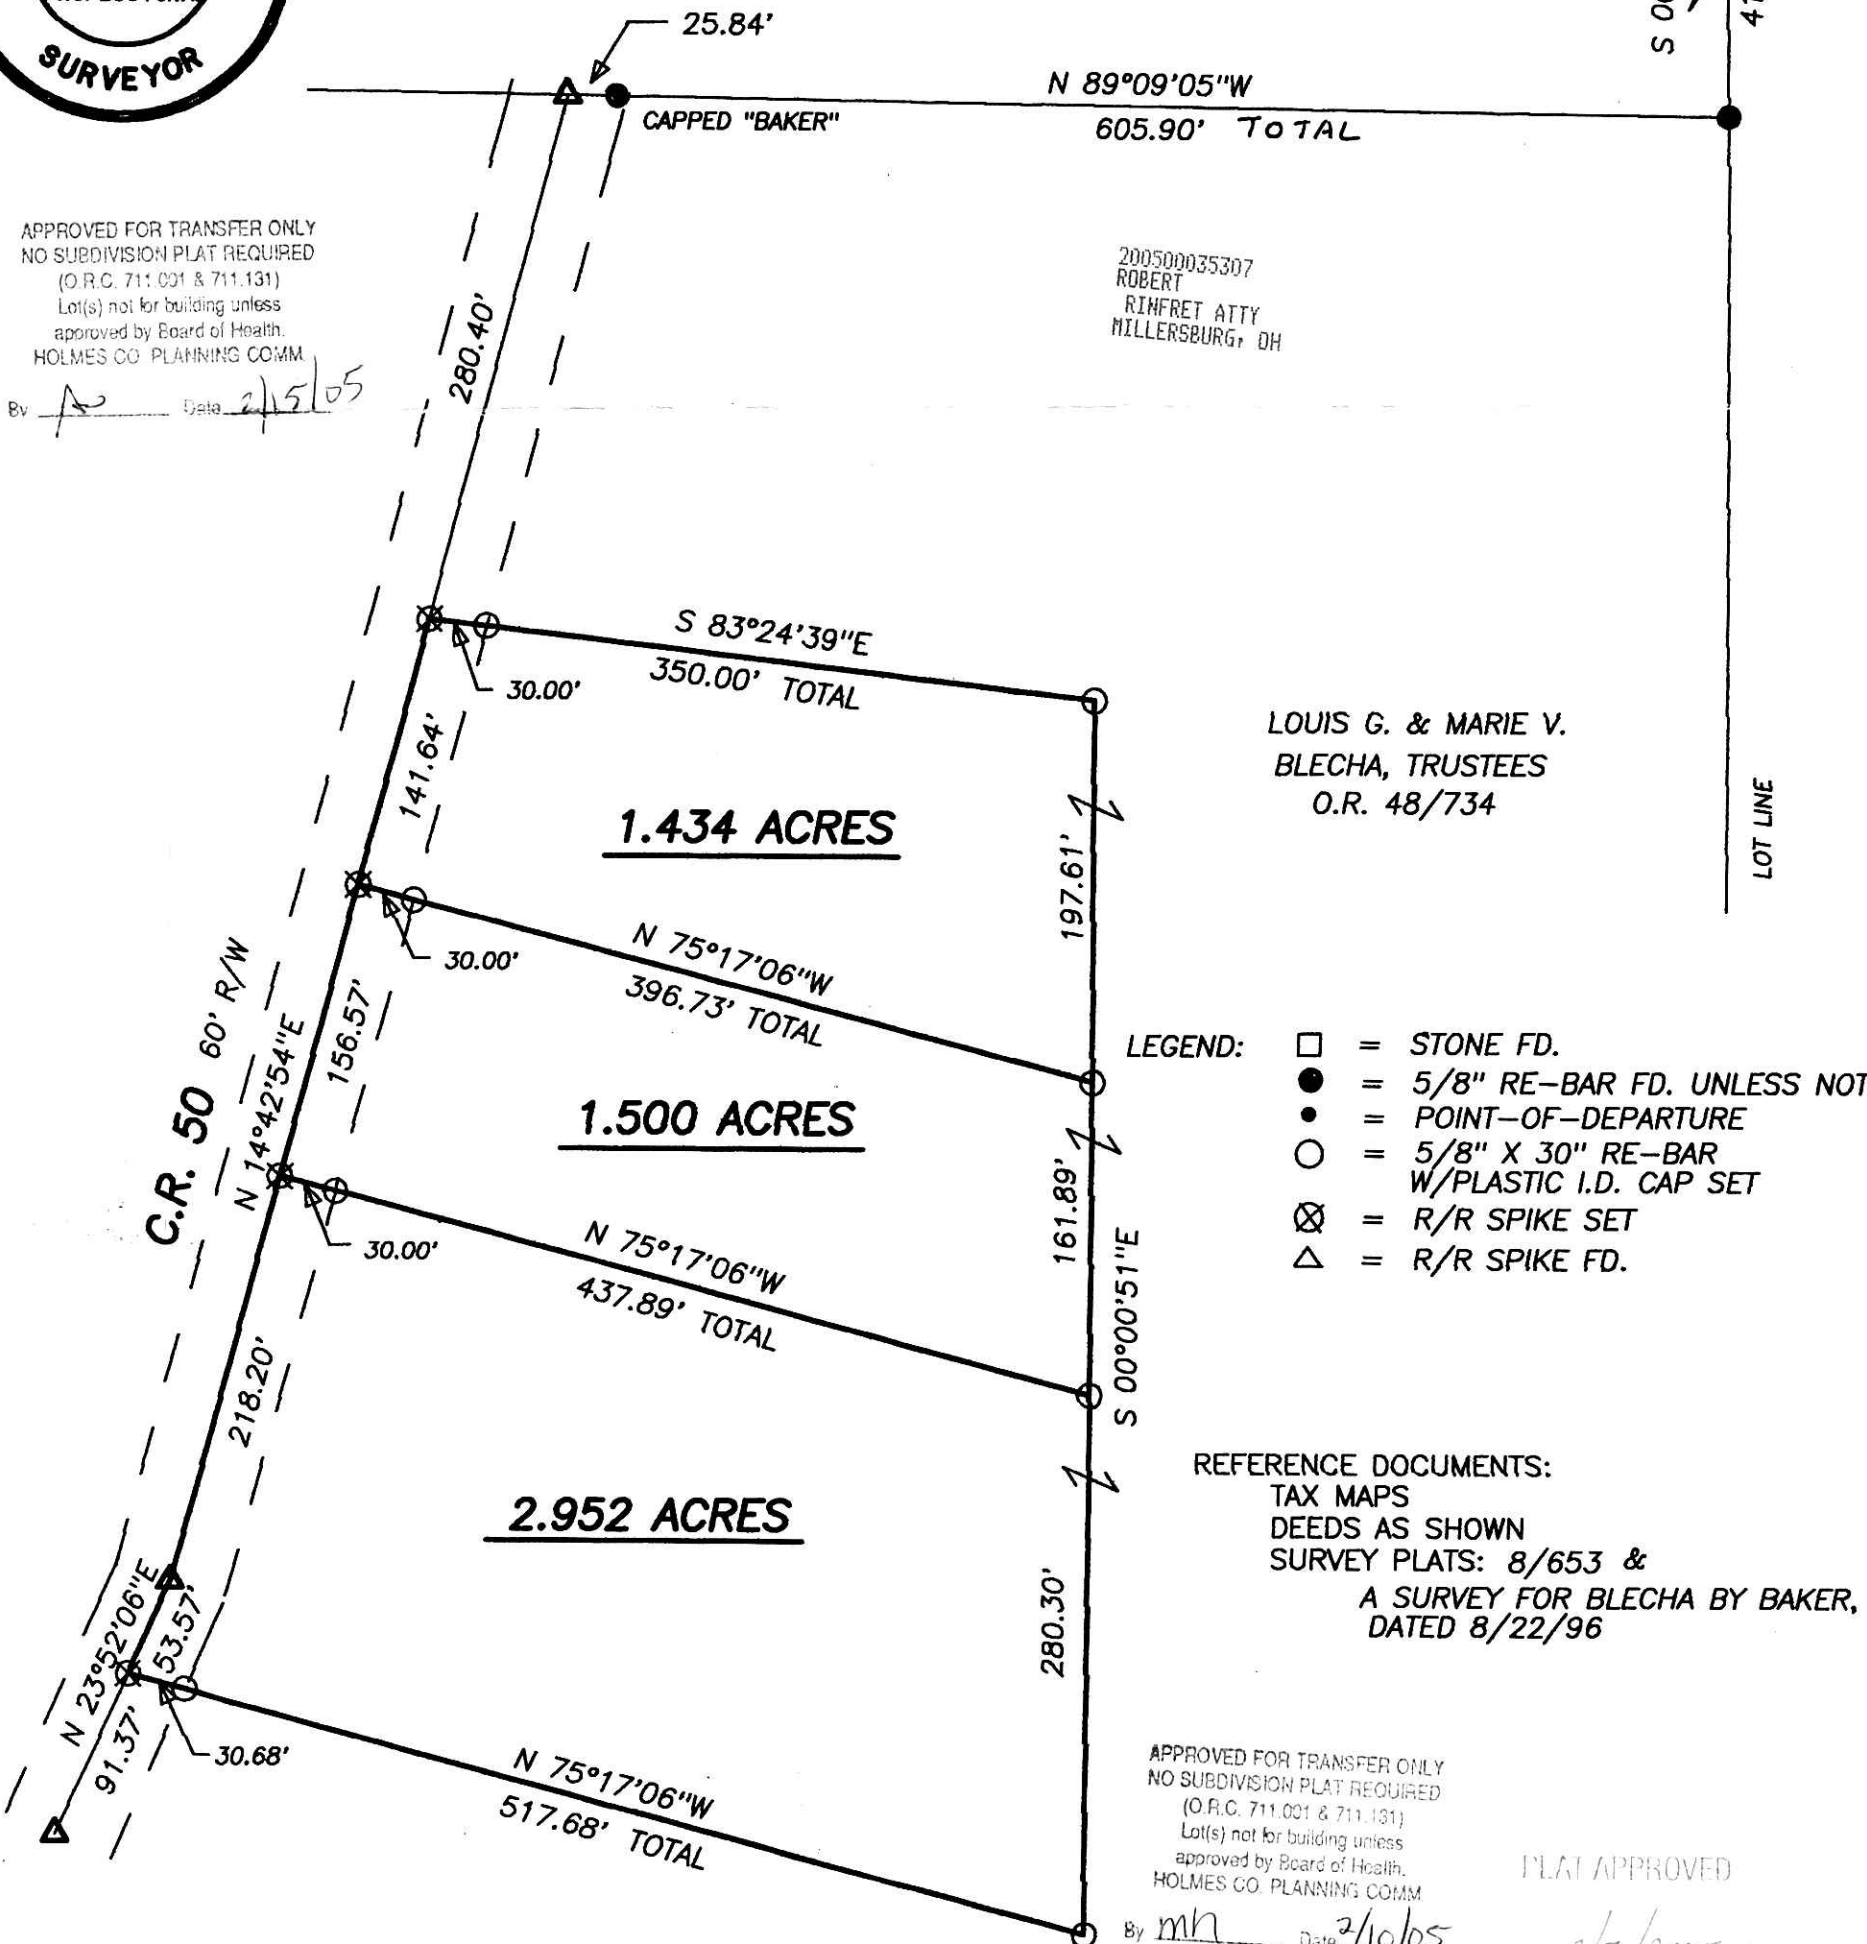 SURVEYOR
25.84'
S 00
N 89°09'05"W
605.90' TOTAL
CAPPED "BAKER"
APPROVED FOR TRANSFER ONLY
NO SUBDIVISION PLAT REQUIRED
(O.R.C. 711.001 & 711.131)
Lot(s) not for building unless
approved by Board of Health.
HOLMES CO PLANNING COMM
By Date 2/15/05
200500035307
ROBERT
RINFRET ATTY
MILLERSBURG, OH
280.40'
S 83°24'39"E
350.00' TOTAL
30.00'
141.64'
1.434 ACRES
LOUIS G. & MARIE V.
BLECHA, TRUSTEES
O.R. 48/734
LOT LINE
197.61'
N 75°17'06"W
396.73' TOTAL
30.00'
C.R. 50 60' R/W
N 14°42'54"E
156.57'
1.500 ACRES
161.89'
S 00°00'51"E
LEGEND:
□ = STONE FD.
● = 5/8" RE-BAR FD. UNLESS NOT
• = POINT-OF-DEPARTURE
○ = 5/8" X 30" RE-BAR
W/PLASTIC I.D. CAP SET
⊗ = R/R SPIKE SET
△ = R/R SPIKE FD.
30.00'
N 75°17'06"W
437.89' TOTAL
218.20'
2.952 ACRES
280.30'
REFERENCE DOCUMENTS:
TAX MAPS
DEEDS AS SHOWN
SURVEY PLATS: 8/653 &
A SURVEY FOR BLECHA BY BAKER,
DATED 8/22/96
N 23°52'06"E
53.57'
91.37'
30.68'
N 75°17'06"W
517.68' TOTAL
APPROVED FOR TRANSFER ONLY
NO SUBDIVISION PLAT REQUIRED
(O.R.C. 711.001 & 711.131)
Lot(s) not for building unless
approved by Board of Health.
HOLMES CO. PLANNING COMM
By mh Date 2/10/05
PLAT APPROVED